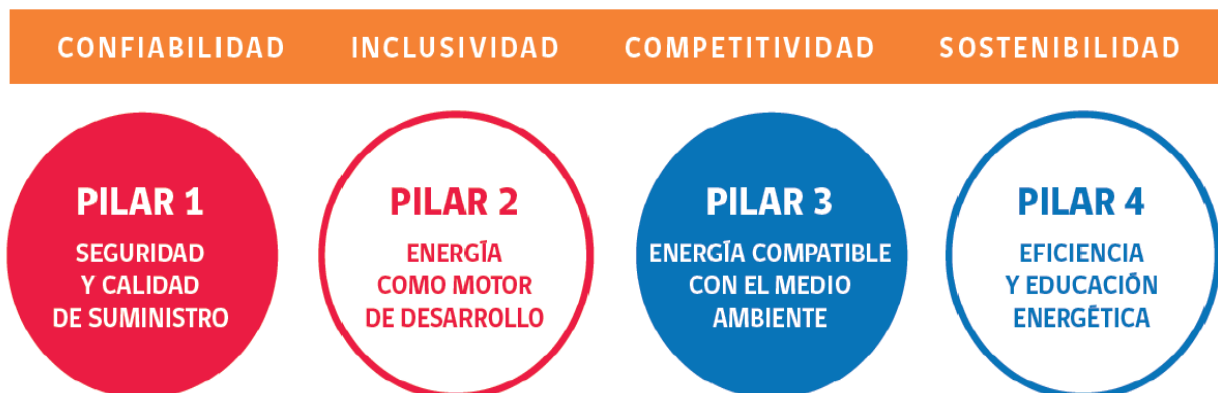 CONFIABILIDAD INCLUSIVIDAD COMPETITIVIDAD SOSTENIBILIDAD
PILAR 1
SEGURIDAD
Y CALIDAD
DE SUMINISTRO
PILAR 2
ENERGÍA
COMO MOTOR
DE DESARROLLO
PILAR 3
ENERGÍA COMPATIBLE
CON EL MEDIO
AMBIENTE
PILAR 4
EFICIENCIA
Y EDUCACIÓN
ENERGÉTICA